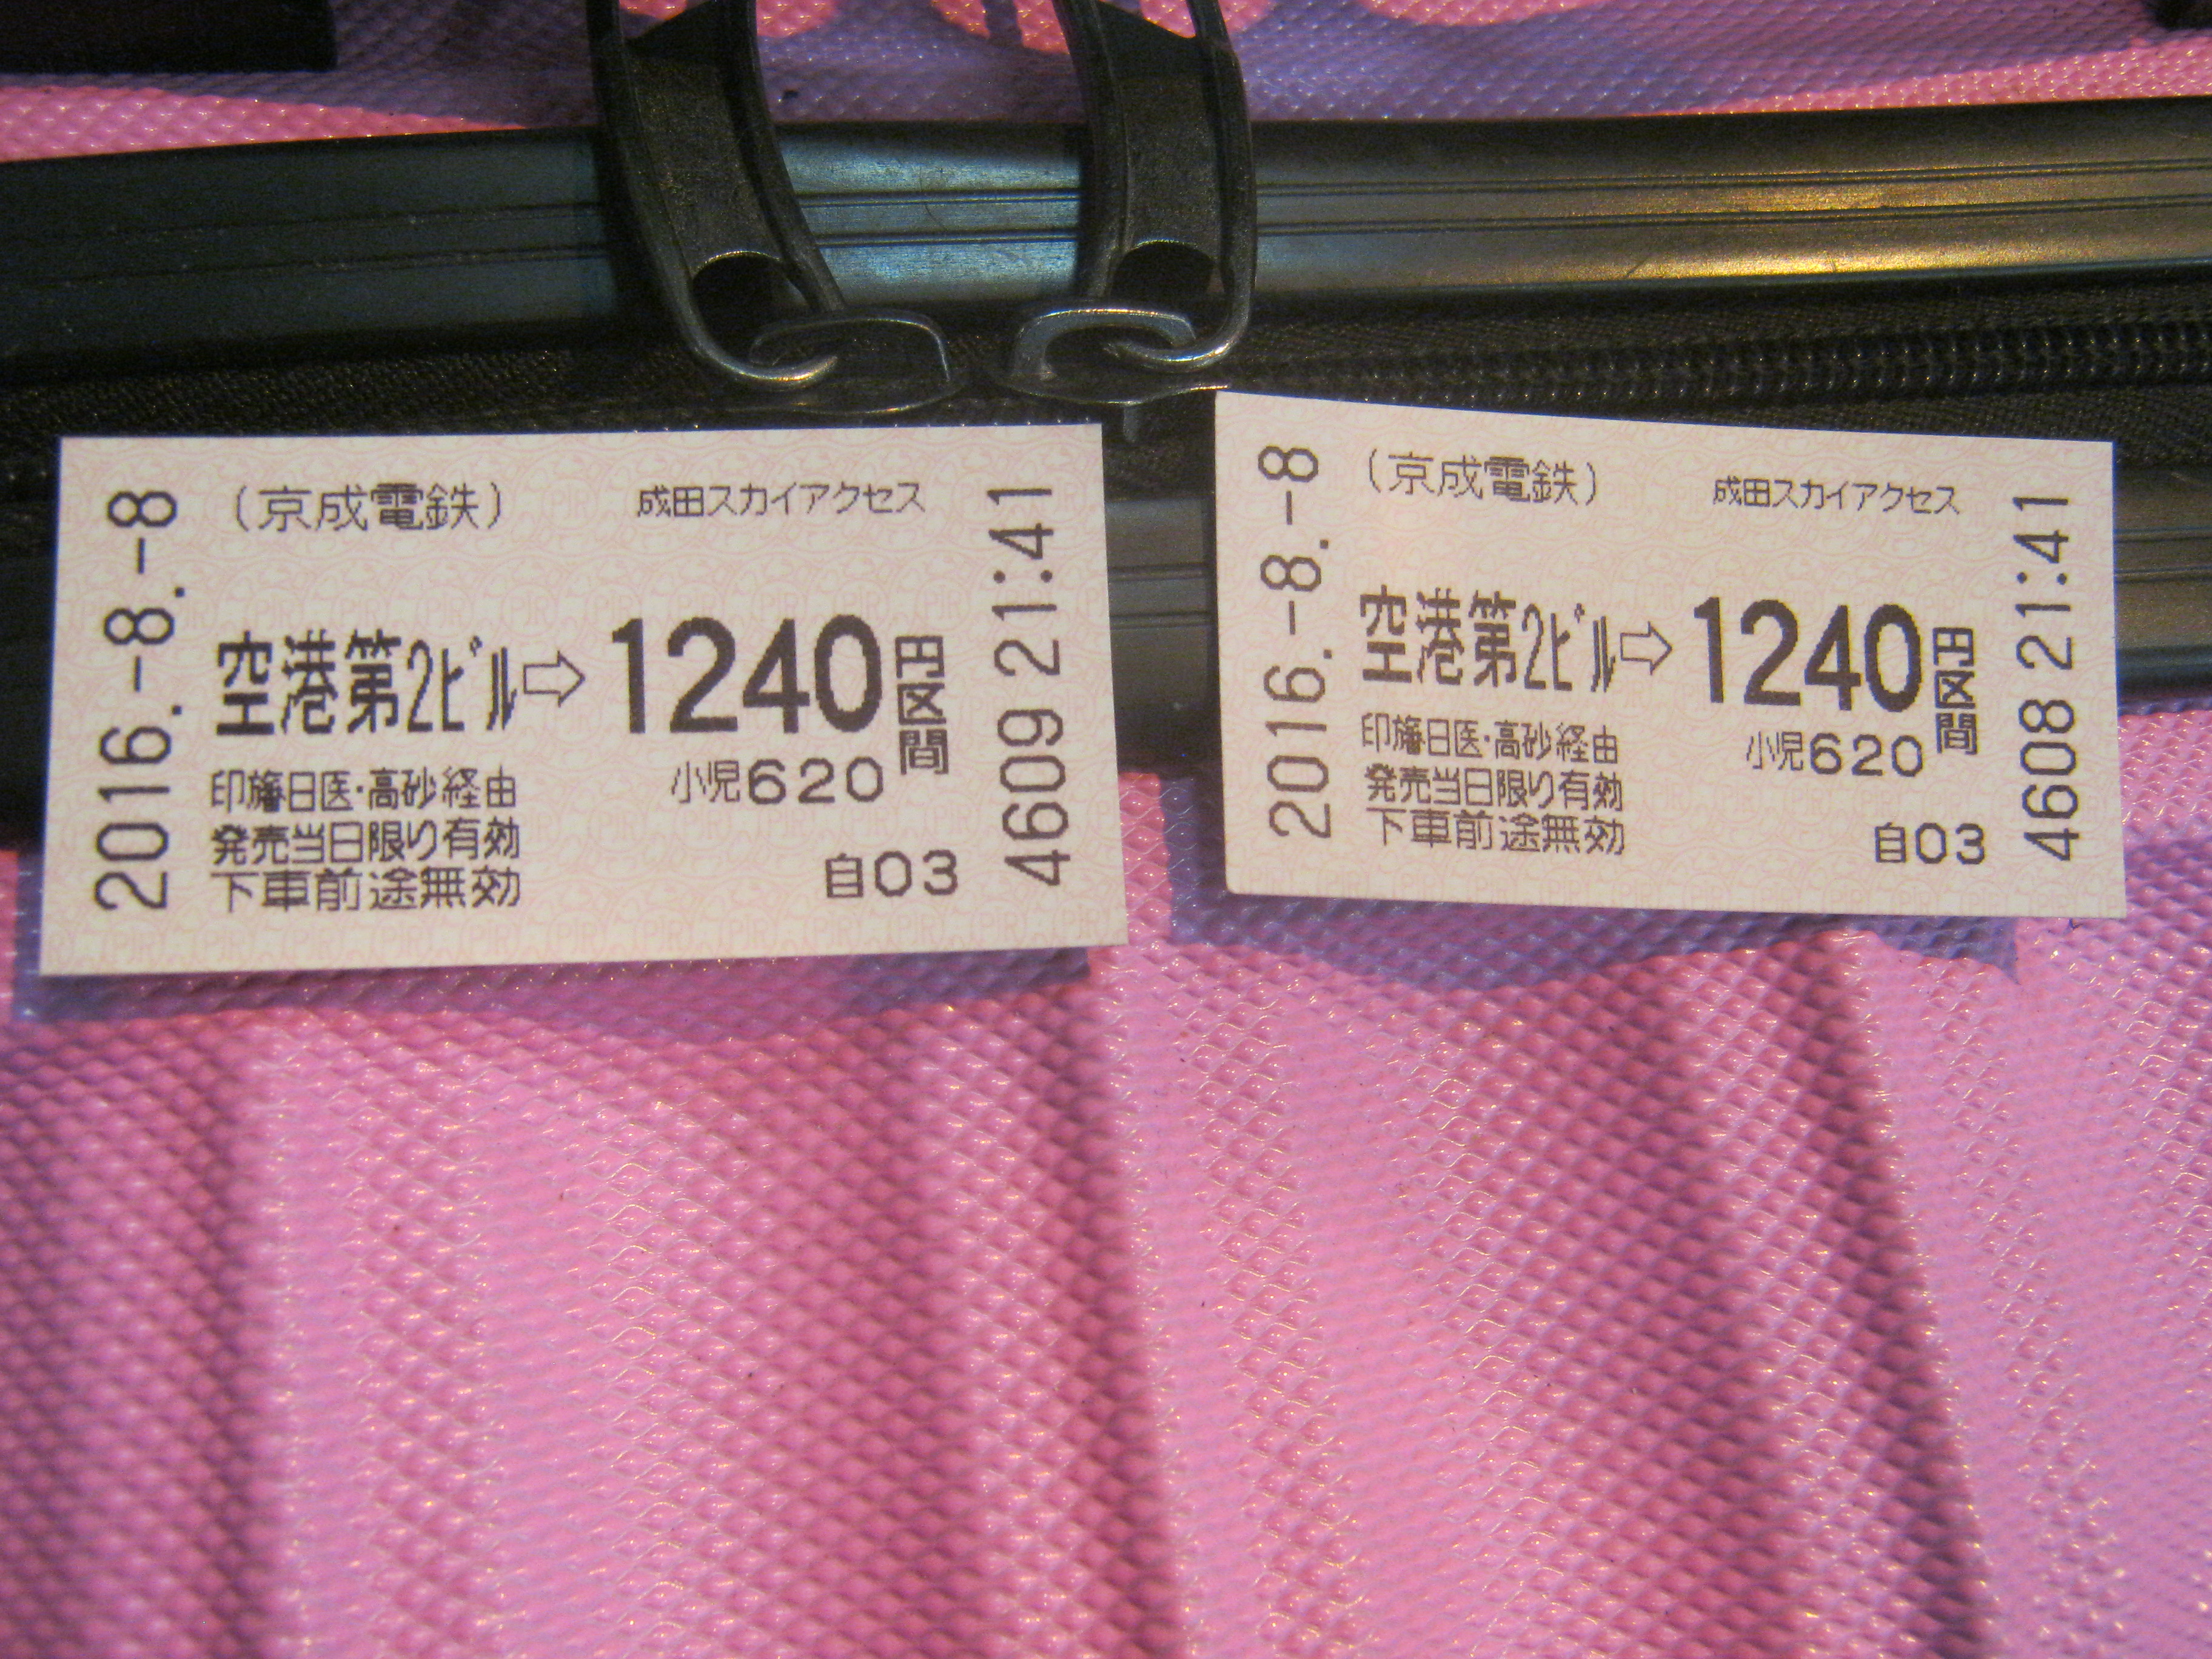 2016.-8.-8
(京成電鉄) 成田スカイアクセス
空港第2ビル⇨1240円区間
小児620
印旛日医・高砂経由
発売当日限り有効
下車前途無効
自03
4609 21:41
2016.-8.-8
(京成電鉄) 成田スカイアクセス
空港第2ビル⇨1240円区間
小児620
印旛日医・高砂経由
発売当日限り有効
下車前途無効
自03
4608 21:41